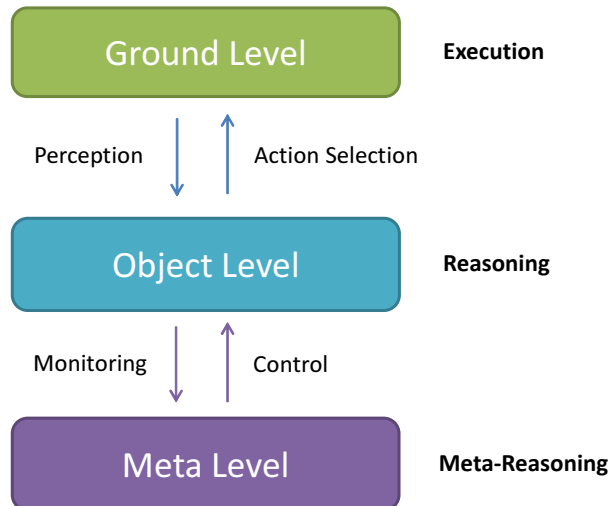 Ground Level
Execution
Perception
Action Selection
Object Level
Reasoning
Monitoring
Control
Meta Level
Meta-Reasoning